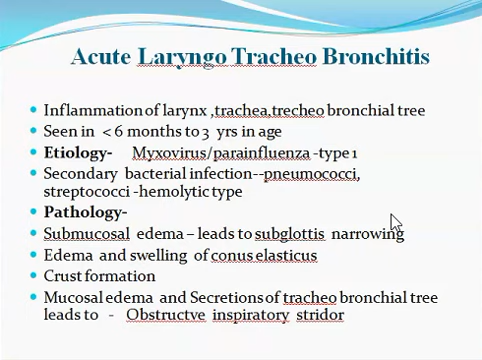 Acute Laryngo Tracheo Bronchitis
Inflammation of larynx ,trachea,trecheo bronchial tree
Seen in < 6 months to 3 yrs in age
Etiology- Myxovirus/parainfluenza -type1
Secondary bacterial infection--pneumococci,
streptococci -hemolytic type
Pathology-
Submucosal edema – leads to subglottis narrowing
Edema and swelling of conus elasticus
Crust formation
Mucosal edema and Secretions of tracheo bronchial tree
leads to - Obstructve inspiratory stridor